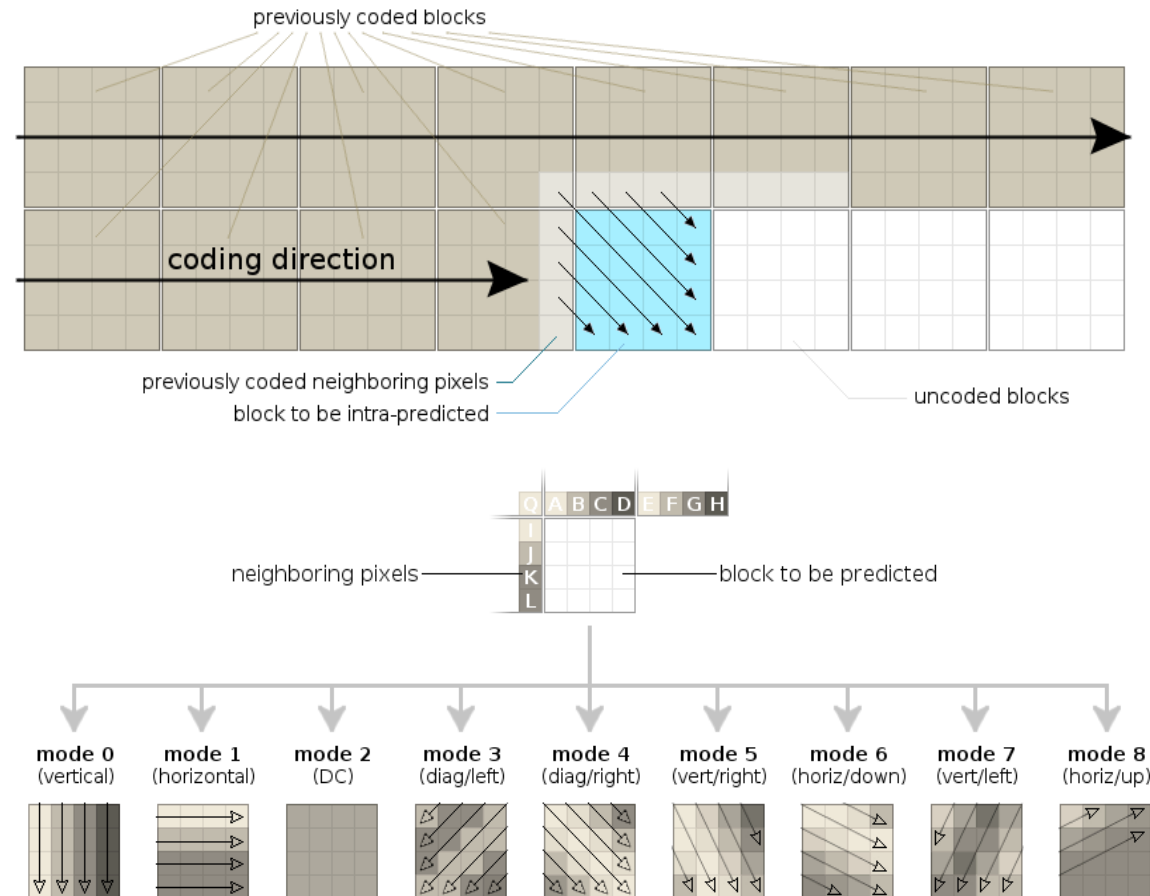 previously coded blocks
coding direction
previously coded neighboring pixels
block to be intra-predicted
uncoded blocks
Q A B C D E F G H
I
J
K
L
neighboring pixels
block to be predicted
mode 0 mode 1 mode 2 mode 3 mode 4 mode 5 mode 6 mode 7 mode 8
(vertical) (horizontal) (DC) (diag/left) (diag/right) (vert/right) (horiz/down) (vert/left) (horiz/up)